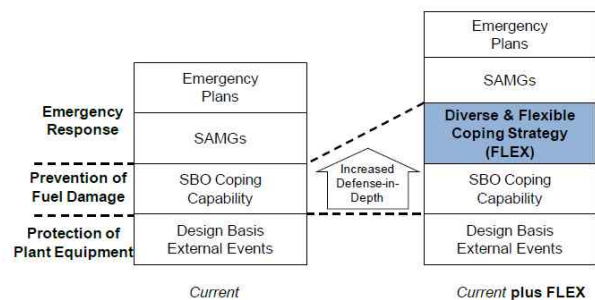 Emergency
Response
Prevention of
Fuel Damage
Protection of
Plant Equipment
Emergency
Plans
SAMGs
SBO Coping
Capability
Design Basis
External Events
Current
Increased
Defense-in-
Depth
Emergency
Plans
SAMGs
Diverse & Flexible
Coping Strategy
(FLEX)
SBO Coping
Capability
Design Basis
External Events
Current plus FLEX